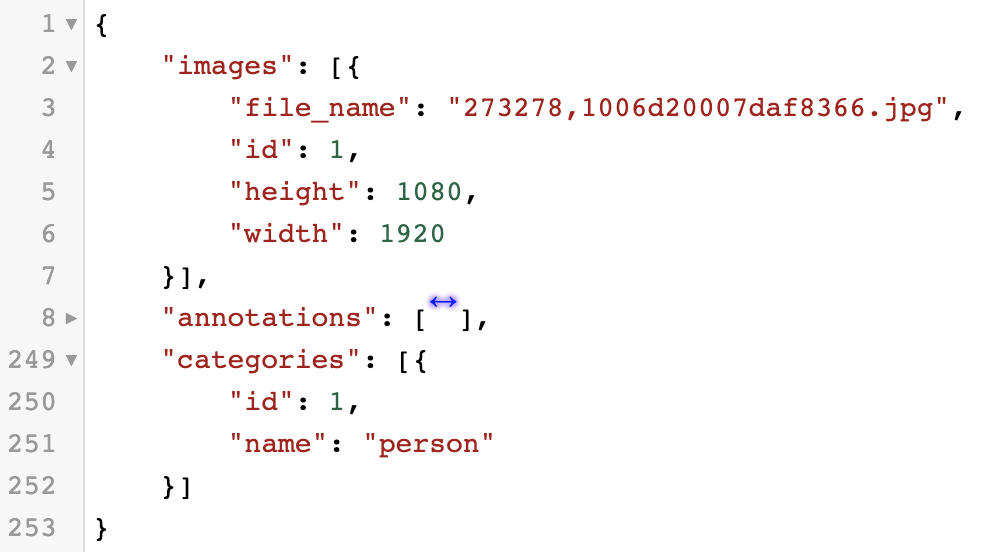 1 {
2 "images": [{
3 "file_name": "273278,1006d20007daf8366.jpg",
4 "id": 1,
5 "height": 1080,
6 "width": 1920
7 }],
8 "annotations": [↔],
249 "categories": [{
250 "id": 1,
251 "name": "person"
252 }]
253 }